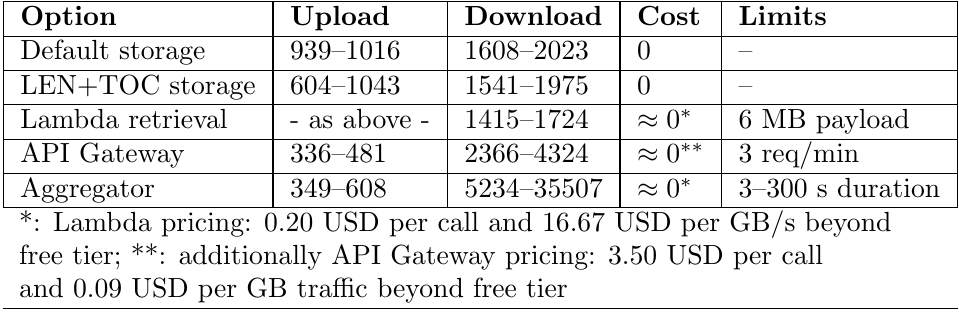 Option Upload Download Cost Limits
Default storage 939–1016 1608–2023 0 –
LEN+TOC storage 604–1043 1541–1975 0 –
Lambda retrieval - as above - 1415–1724 ≈ 0* 6 MB payload
API Gateway 336–481 2366–4324 ≈ 0** 3 req/min
Aggregator 349–608 5234–35507 ≈ 0* 3–300 s duration
*: Lambda pricing: 0.20 USD per call and 16.67 USD per GB/s beyond
free tier; **: additionally API Gateway pricing: 3.50 USD per call
and 0.09 USD per GB traffic beyond free tier